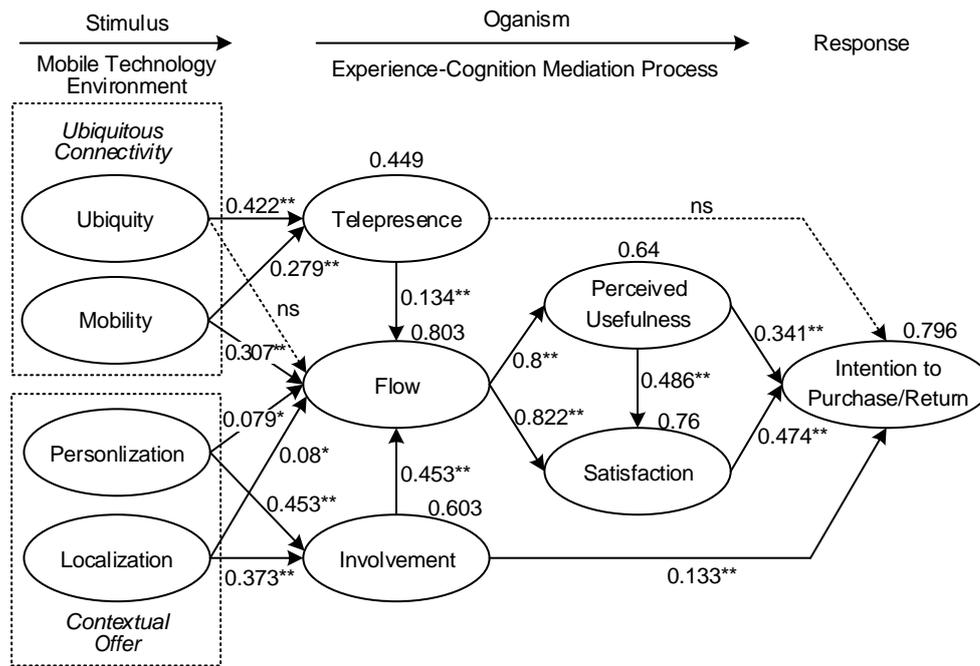 Stimulus
Oganism
Response
Mobile Technology
Environment
Experience-Cognition Mediation Process
Ubiquitous
Connectivity
0.449
Ubiquity
0.422**
Telepresence
ns
0.279**
0.64
Mobility
ns
0.134**
Perceived
Usefulness
0.341**
0.307**
0.803
0.8**
0.796
Flow
0.486**
Intention to
Purchase/Return
0.079*
0.822**
0.76
0.474**
Personlization
0.08*
0.453**
Satisfaction
0.453**
0.603
Localization
0.373**
Involvement
0.133**
Contextual
Offer